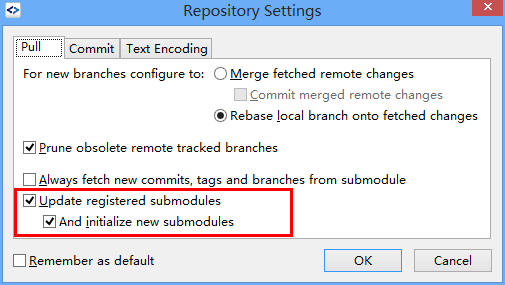 Repository Settings
Pull Commit Text Encoding
For new branches configure to: Merge fetched remote changes
Commit merged remote changes
Rebase local branch onto fetched changes
Prune obsolete remote tracked branches
Always fetch new commits, tags and branches from submodule
Update registered submodules
And initialize new submodules
Remember as default OK Cancel